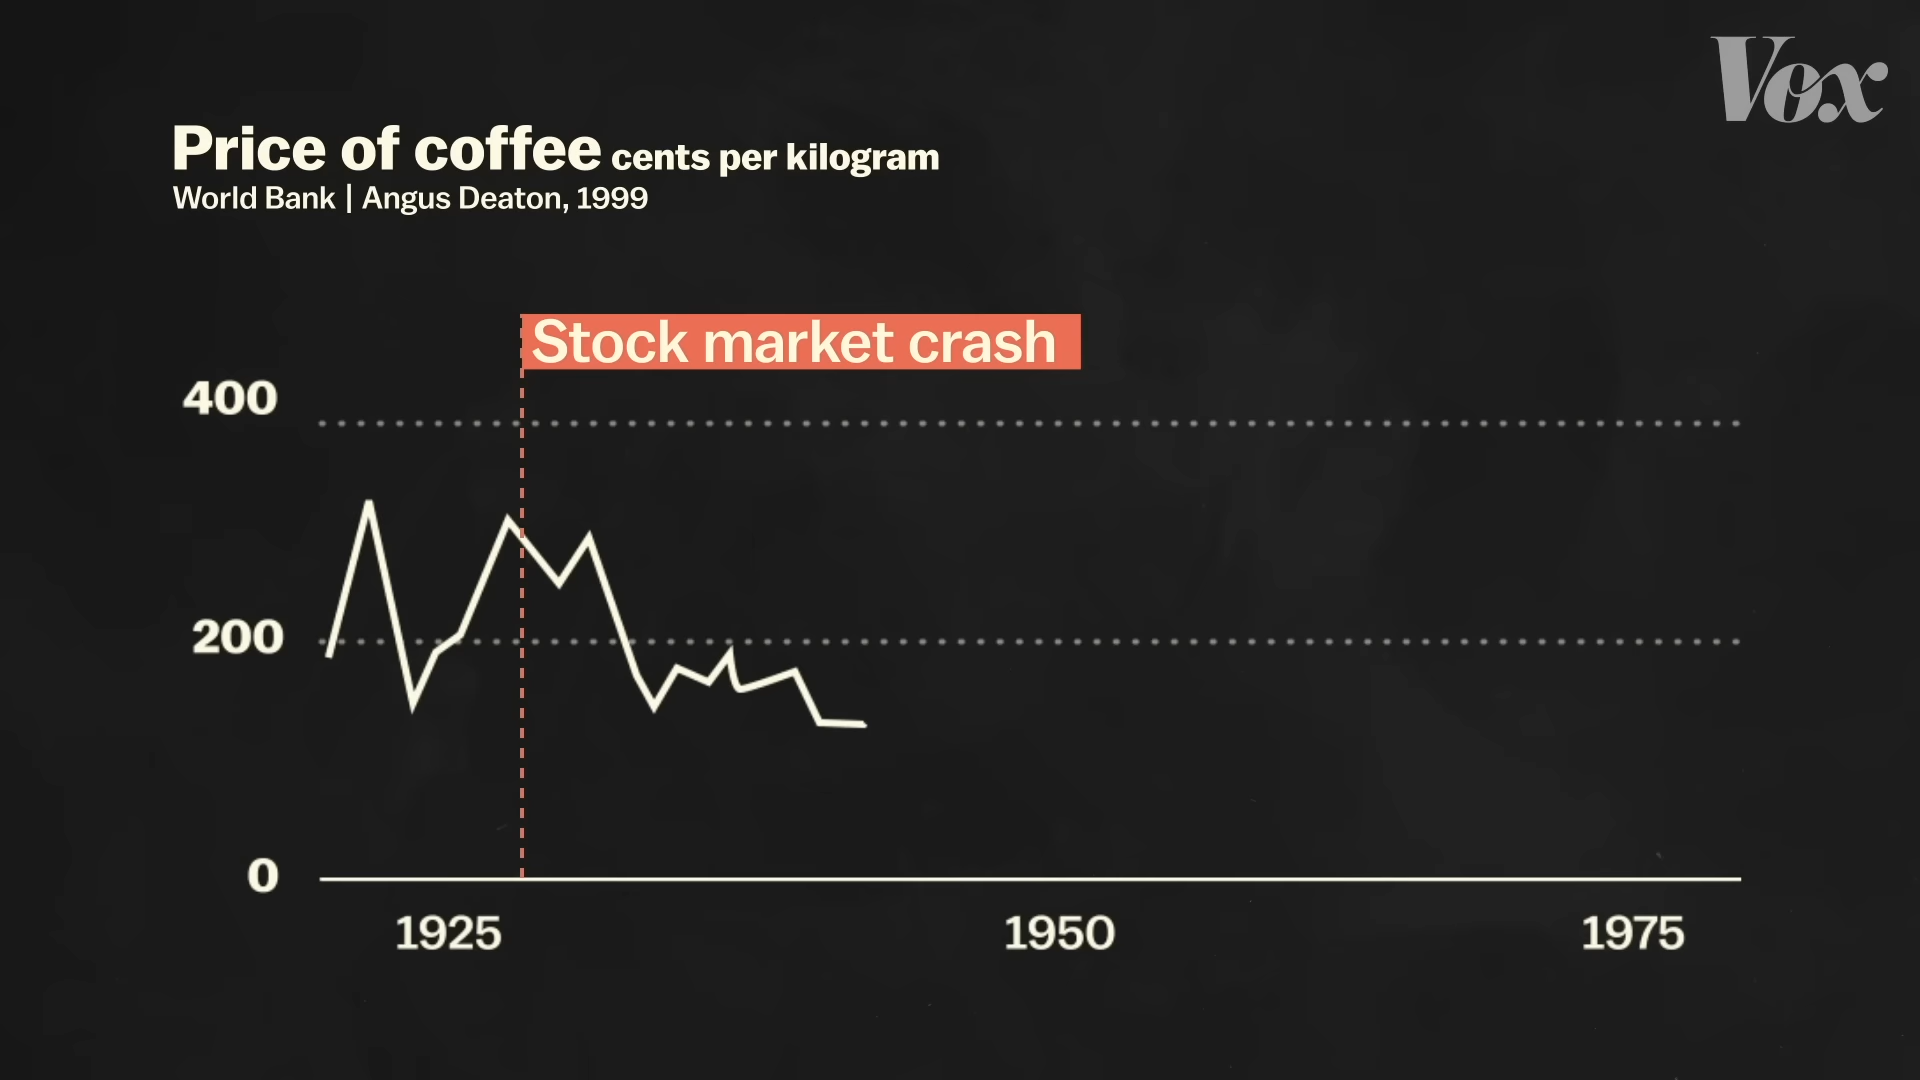 Vox
Price of coffee cents per kilogram
World Bank | Angus Deaton, 1999
Stock market crash
400
200
0
1925 1950 1975